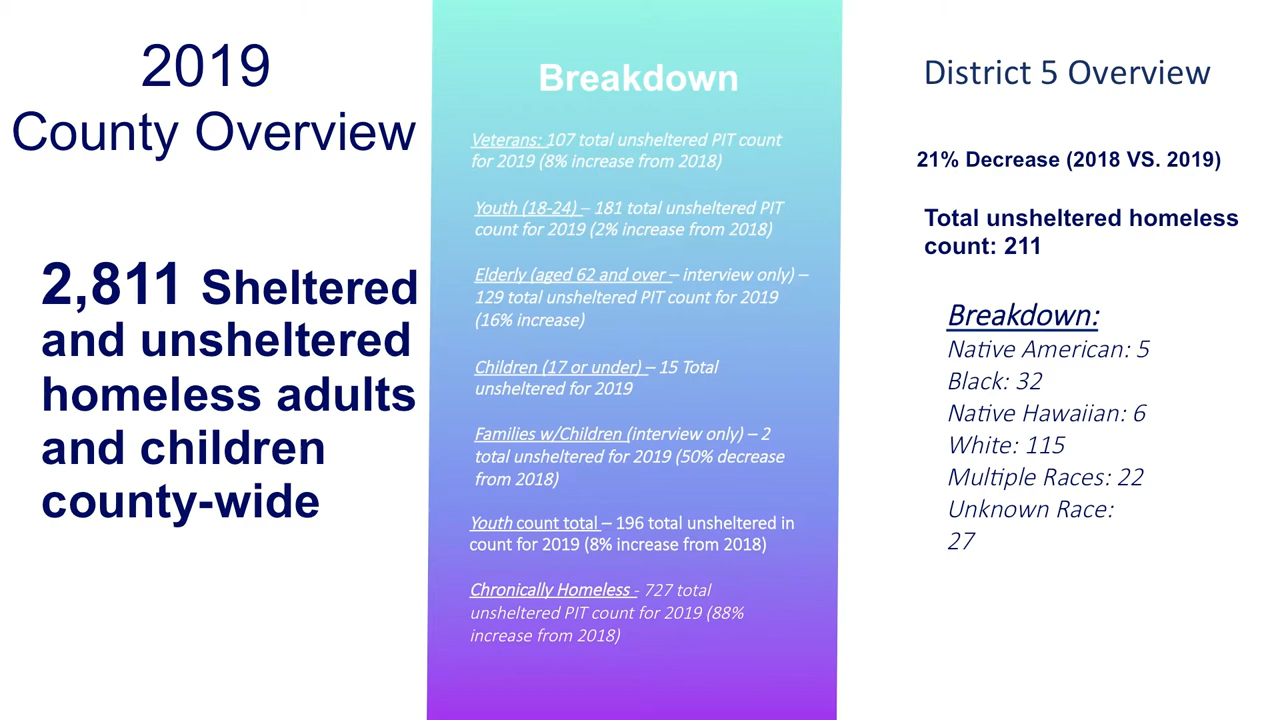 2019
County Overview
2,811 Sheltered
and unsheltered
homeless adults
and children
county-wide
Breakdown
Veterans: 107 total unsheltered PIT count
for 2019 (8% increase from 2018)
Youth (18-24) – 181 total unsheltered PIT
count for 2019 (2% increase from 2018)
Elderly (aged 62 and over – interview only) –
129 total unsheltered PIT count for 2019
(16% increase)
Children (17 or under) – 15 Total
unsheltered for 2019
Families w/Children (interview only) – 2
total unsheltered for 2019 (50% decrease
from 2018)
Youth count total – 196 total unsheltered in
count for 2019 (8% increase from 2018)
Chronically Homeless - 727 total
unsheltered PIT count for 2019 (88%
increase from 2018)
District 5 Overview
21% Decrease (2018 VS. 2019)
Total unsheltered homeless
count: 211
Breakdown:
Native American: 5
Black: 32
Native Hawaiian: 6
White: 115
Multiple Races: 22
Unknown Race:
27